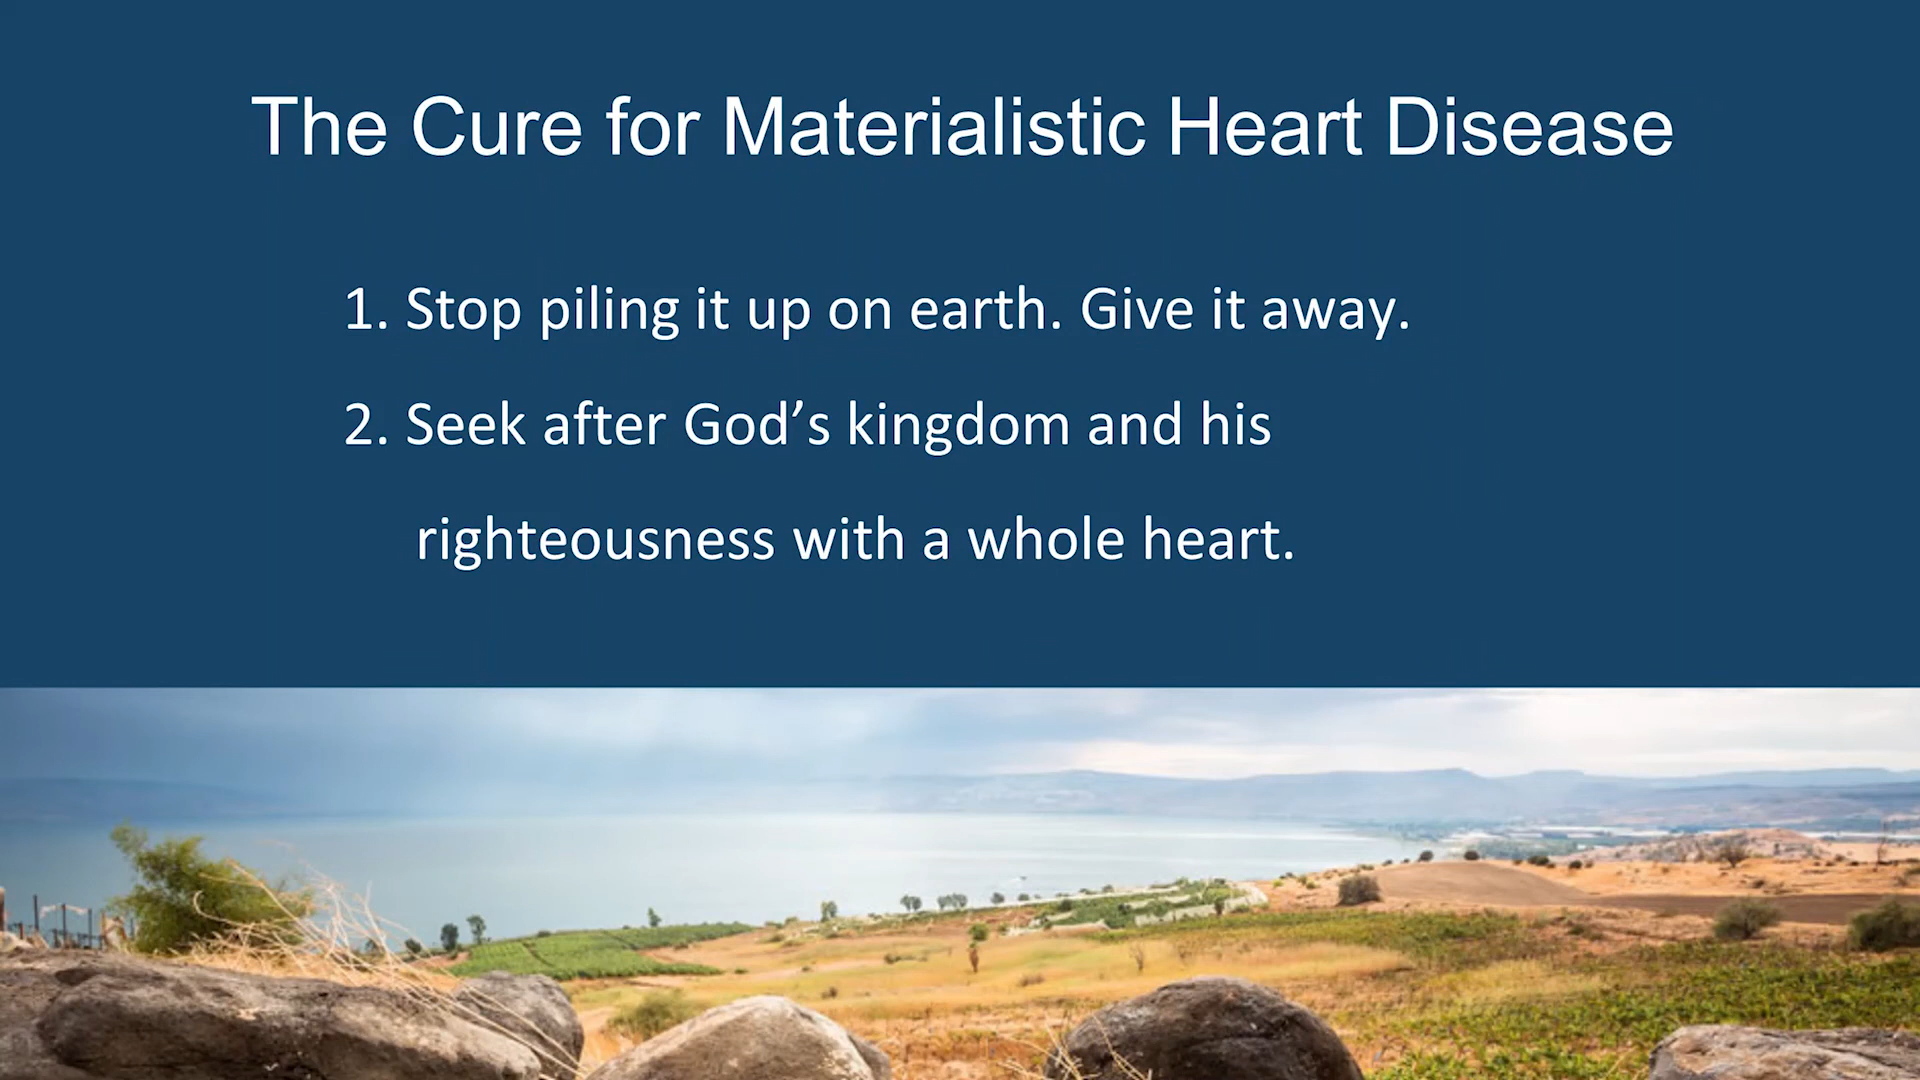 The Cure for Materialistic Heart Disease
1. Stop piling it up on earth. Give it away.
2. Seek after God’s kingdom and his
righteousness with a whole heart.